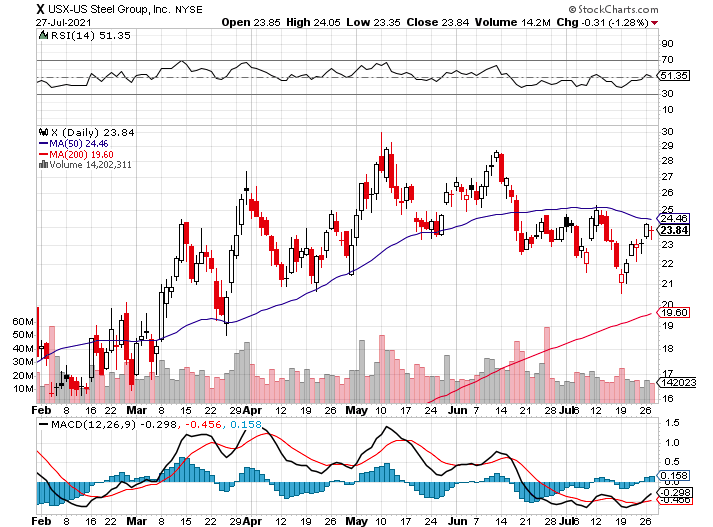 X USX-US Steel Group, Inc. NYSE
© StockCharts.com
27-Jul-2021
Open 23.85 High 24.05 Low 23.35 Close 23.84 Volume 14.2M Chg -0.31 (-1.28%)
RSI(14) 51.35
90
70
51.35
30
10
X (Daily) 23.84
MA(50) 24.46
MA(200) 19.60
Volume 14,202,311
30
29
28
27
26
25
24.46
23.84
23
22
21
20
19.60
19
18
17
16
60M
50M
40M
30M
20M
10M
Feb 8 16 22 Mar 8 15 22 29 Apr 12 19 26 May 10 17 24 Jun 7 14 21 28 Jul 6 12 19 26
MACD(12,26,9) -0.298, -0.456, 0.158
1.5
1.0
0.5
0.158
-0.298
-0.456
Feb 8 16 22 Mar 8 15 22 29 Apr 12 19 26 May 10 17 24 Jun 7 14 21 28 Jul 6 12 19 26